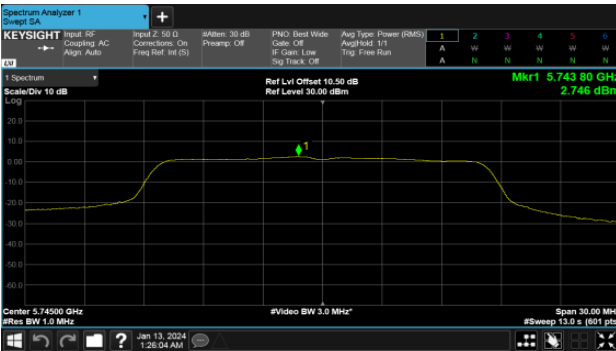 Spectrum Analyzer 1
Swept SA
+
KEYSIGHT
Input: RF
Coupling: AC
Align: Auto
Input Z: 50 Ω
Corrections: On
Freq Ref: Int (S)
#Atten: 30 dB
Preamp: Off
PNO: Best Wide
Gate: Off
IF Gain: Low
Sig Track: Off
Avg Type: Power (RMS)
Avg|Hold: 1/1
Trig: Free Run
1 2 3 4 5 6
A W W W W W
A N N N N N
LXI
1 Spectrum
Scale/Div 10 dB
Ref Lvl Offset 10.50 dB
Ref Level 30.00 dBm
Mkr1 5.743 80 GHz
2.746 dBm
Log
1
20.0
10.0
0.00
-10.0
-20.0
-30.0
-40.0
-50.0
-60.0
Center 5.74500 GHz
#Res BW 1.0 MHz
#Video BW 3.0 MHz*
Span 30.00 MHz
#Sweep 13.0 s (601 pts)
?
Jan 13, 2024
1:26:04 AM